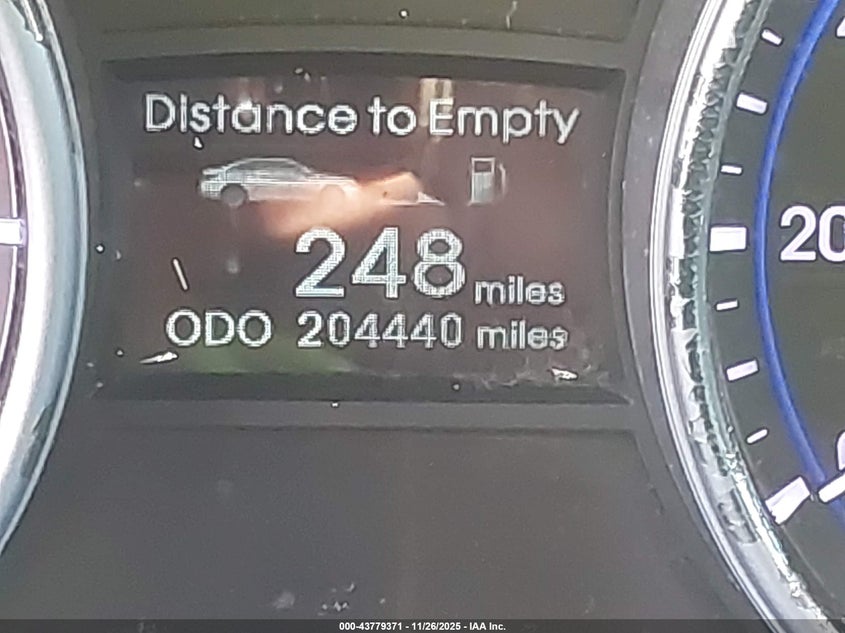 Distance to Empty
248 miles
ODO 204440 miles
20
000-43779371 - 11/26/2025 - IAA Inc.